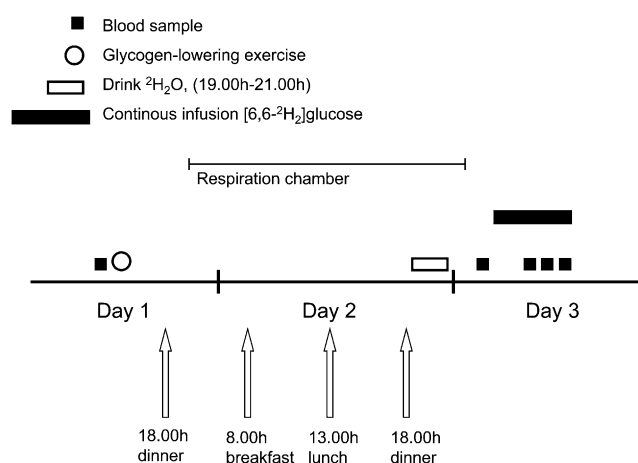 Blood sample
Glycogen-lowering exercise
Drink ²H₂O, (19.00h-21.00h)
Continous infusion [6,6-²H₂]glucose
Respiration chamber
Day 1
Day 2
Day 3
18.00h
dinner
8.00h
breakfast
13.00h
lunch
18.00h
dinner